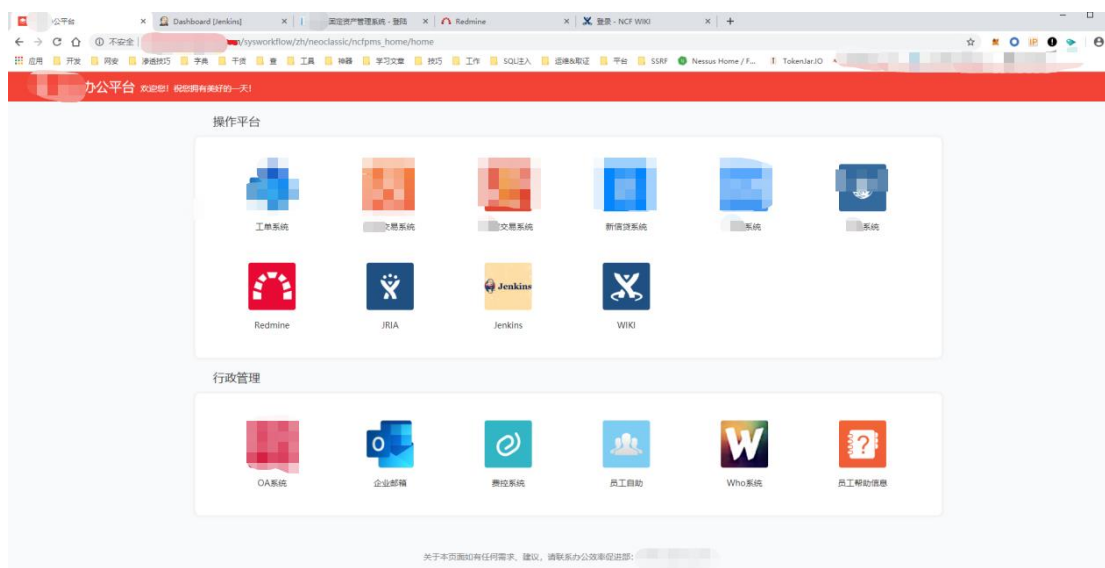 办公平台 Dashboard [Jenkins] 固定资产管理系统 - 登陆 Redmine 登录 - NCF WIKI
不安全 /sysworkflow/zh/neoclassic/ncfpms_home/home
应用 开发 网安 渗透技巧 字典 干货 查 工具 神器 学习文章 技巧 工作 SQL注入 运维&取证 平台 SSRF Nessus Home / F... TokenJar.IO
办公平台 欢迎您！祝您拥有美好的一天！
操作平台
工单系统 交易系统 交易系统 新信贷系统 系统 系统
Jenkins
Redmine JRIA Jenkins WIKI
行政管理
OA系统 企业邮箱 费控系统 员工自助 Who系统 员工帮助信息
关于本页面如有任何需求、建议，请联系办公效率促进部：